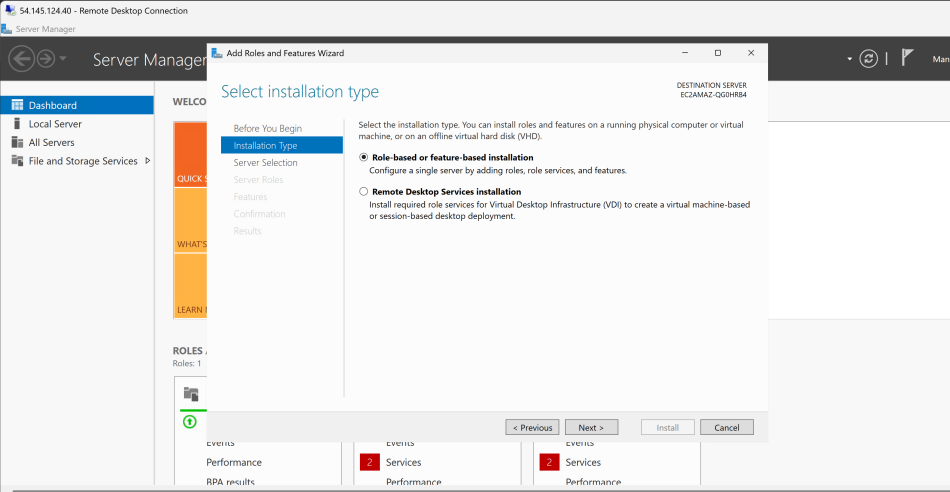 54.145.124.40 - Remote Desktop Connection
Server Manager
Server Manager
Man
Dashboard
Local Server
All Servers
File and Storage Services
WELCO
QUICK S
WHAT'S
LEARN
ROLES
Roles: 1
Add Roles and Features Wizard
Select installation type
DESTINATION SERVER
EC2AMAZ-QG0HRB4
Before You Begin
Installation Type
Server Selection
Server Roles
Features
Confirmation
Results
Select the installation type. You can install roles and features on a running physical computer or virtual
machine, or on an offline virtual hard disk (VHD).
Role-based or feature-based installation
Configure a single server by adding roles, role services, and features.
Remote Desktop Services installation
Install required role services for Virtual Desktop Infrastructure (VDI) to create a virtual machine-based
or session-based desktop deployment.
< Previous
Next >
Install
Cancel
Events
Performance
BPA results
Events
2 Services
Performance
Events
2 Services
Performance